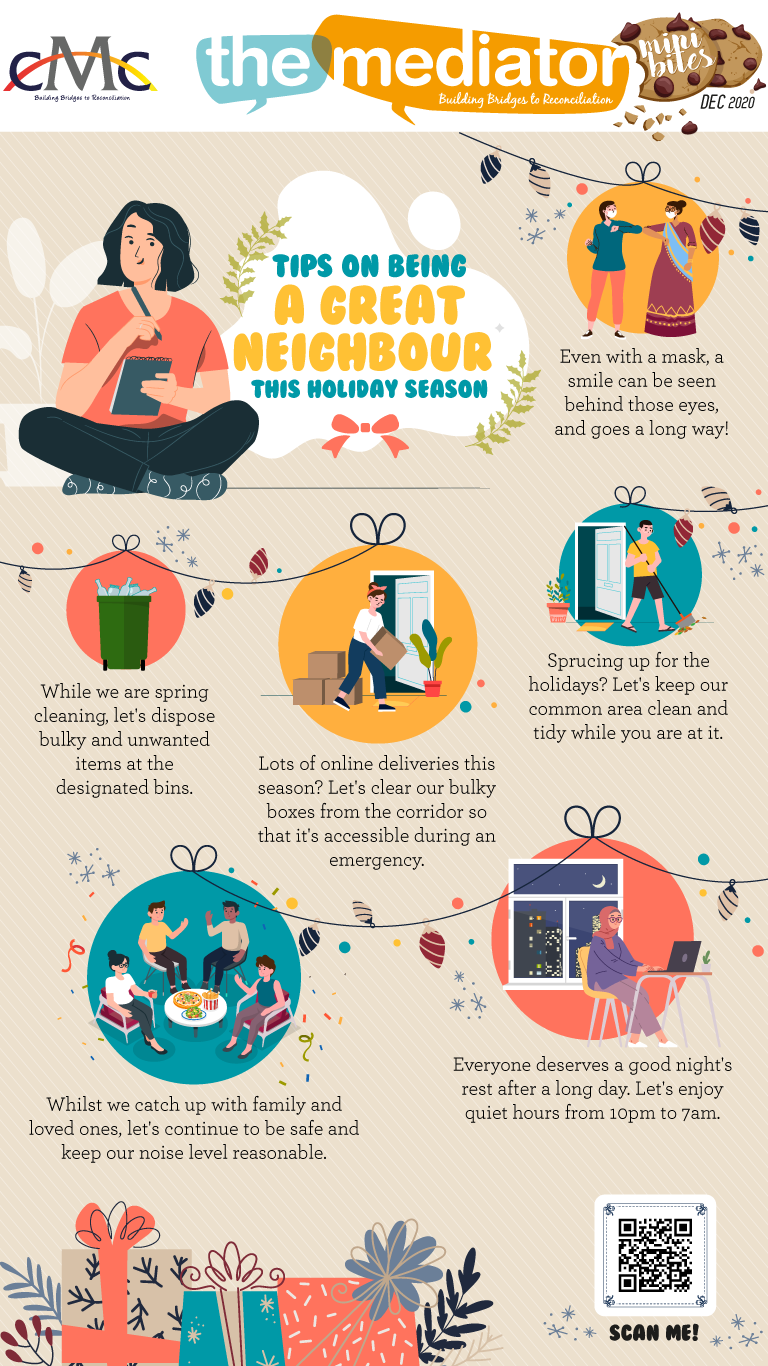 CMC
Building Bridges to Reconciliation
the mediator
Building Bridges to Reconciliation
mini
bites
DEC 2020
TIPS ON BEING
A GREAT
NEIGHBOUR
THIS HOLIDAY SEASON
Even with a mask, a
smile can be seen
behind those eyes,
and goes a long way!
While we are spring
cleaning, let's dispose
bulky and unwanted
items at the
designated bins.
Lots of online deliveries this
season? Let's clear our bulky
boxes from the corridor so
that it's accessible during an
emergency.
Sprucing up for the
holidays? Let's keep our
common area clean and
tidy while you are at it.
Whilst we catch up with family and
loved ones, let's continue to be safe and
keep our noise level reasonable.
Everyone deserves a good night's
rest after a long day. Let's enjoy
quiet hours from 10pm to 7am.
SCAN ME!